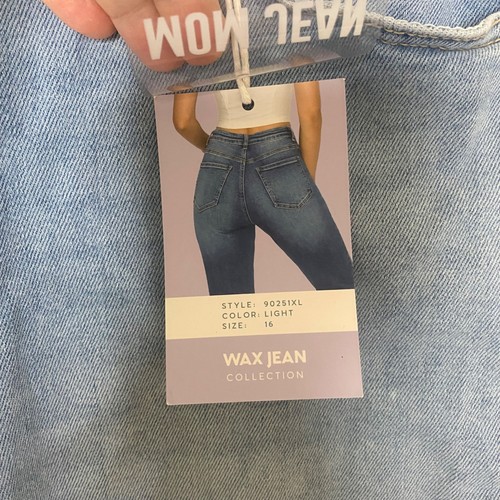 MOM JEAN
STYLE: 90251XL
COLOR: LIGHT
SIZE: 16
WAX JEAN
COLLECTION